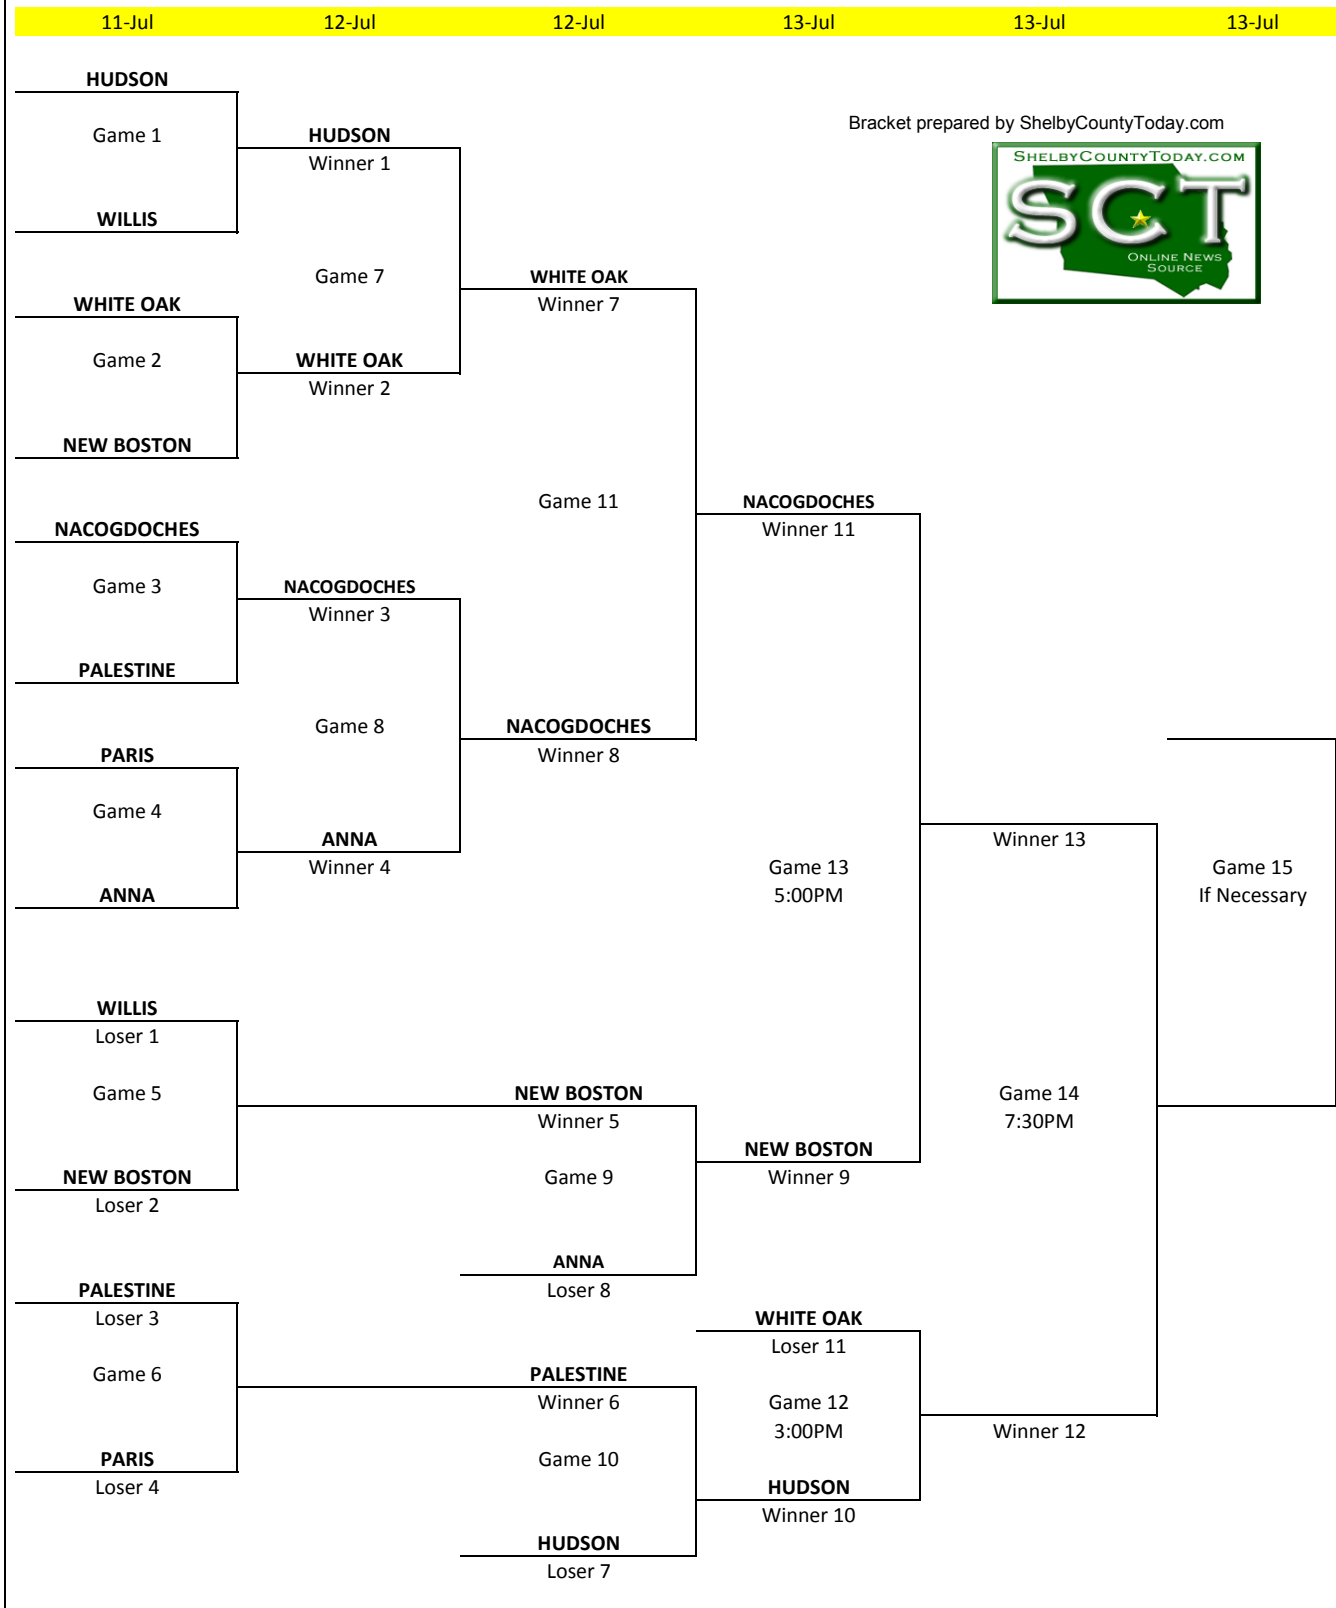 11-Jul 12-Jul 12-Jul 13-Jul 13-Jul 13-Jul
HUDSON
Bracket prepared by ShelbyCountyToday.com
Game 1 HUDSON
Winner 1
SHELBYCOUNTYTODAY.COM
SCT
ONLINE NEWS
SOURCE
WILLIS
Game 7 WHITE OAK
WHITE OAK Winner 7
Game 2 WHITE OAK
Winner 2
NEW BOSTON
Game 11 NACOGDOCHES
NACOGDOCHES Winner 11
Game 3 NACOGDOCHES
Winner 3
PALESTINE
Game 8 NACOGDOCHES
PARIS Winner 8
Game 4
ANNA Winner 13
Winner 4 Game 13 Game 15
ANNA 5:00PM If Necessary
WILLIS
Loser 1
Game 5 NEW BOSTON Game 14
Winner 5 7:30PM
NEW BOSTON
NEW BOSTON Game 9 Winner 9
Loser 2
ANNA
PALESTINE Loser 8
Loser 3 WHITE OAK
Loser 11
Game 6 PALESTINE
Winner 6 Game 12
3:00PM Winner 12
PARIS Game 10
Loser 4 HUDSON
Winner 10
HUDSON
Loser 7